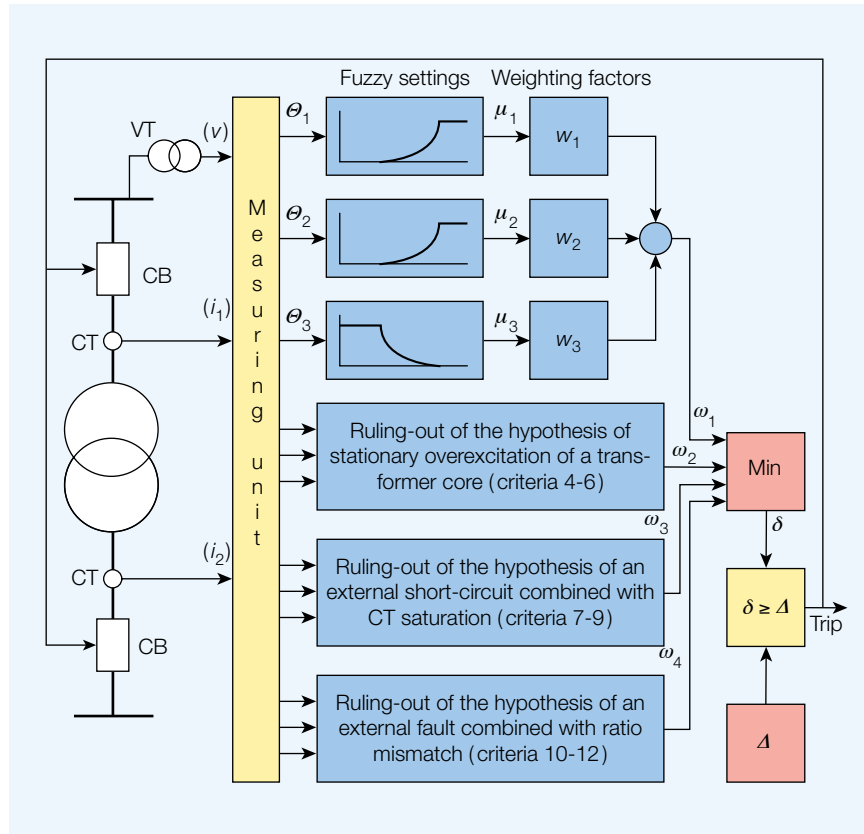 Fuzzy settings
Weighting factors
VT
(v)
Θ1
μ1
w1
Θ2
μ2
w2
CB
(i1)
CT
Θ3
μ3
w3
Measuring unit
Ruling-out of the hypothesis of
stationary overexcitation of a trans-
former core (criteria 4-6)
ω1
ω2
Min
δ
ω3
(i2)
CT
Ruling-out of the hypothesis of an
external short-circuit combined with
CT saturation (criteria 7-9)
δ ≥ Δ
Trip
CB
ω4
Ruling-out of the hypothesis of an
external fault combined with ratio
mismatch (criteria 10-12)
Δ